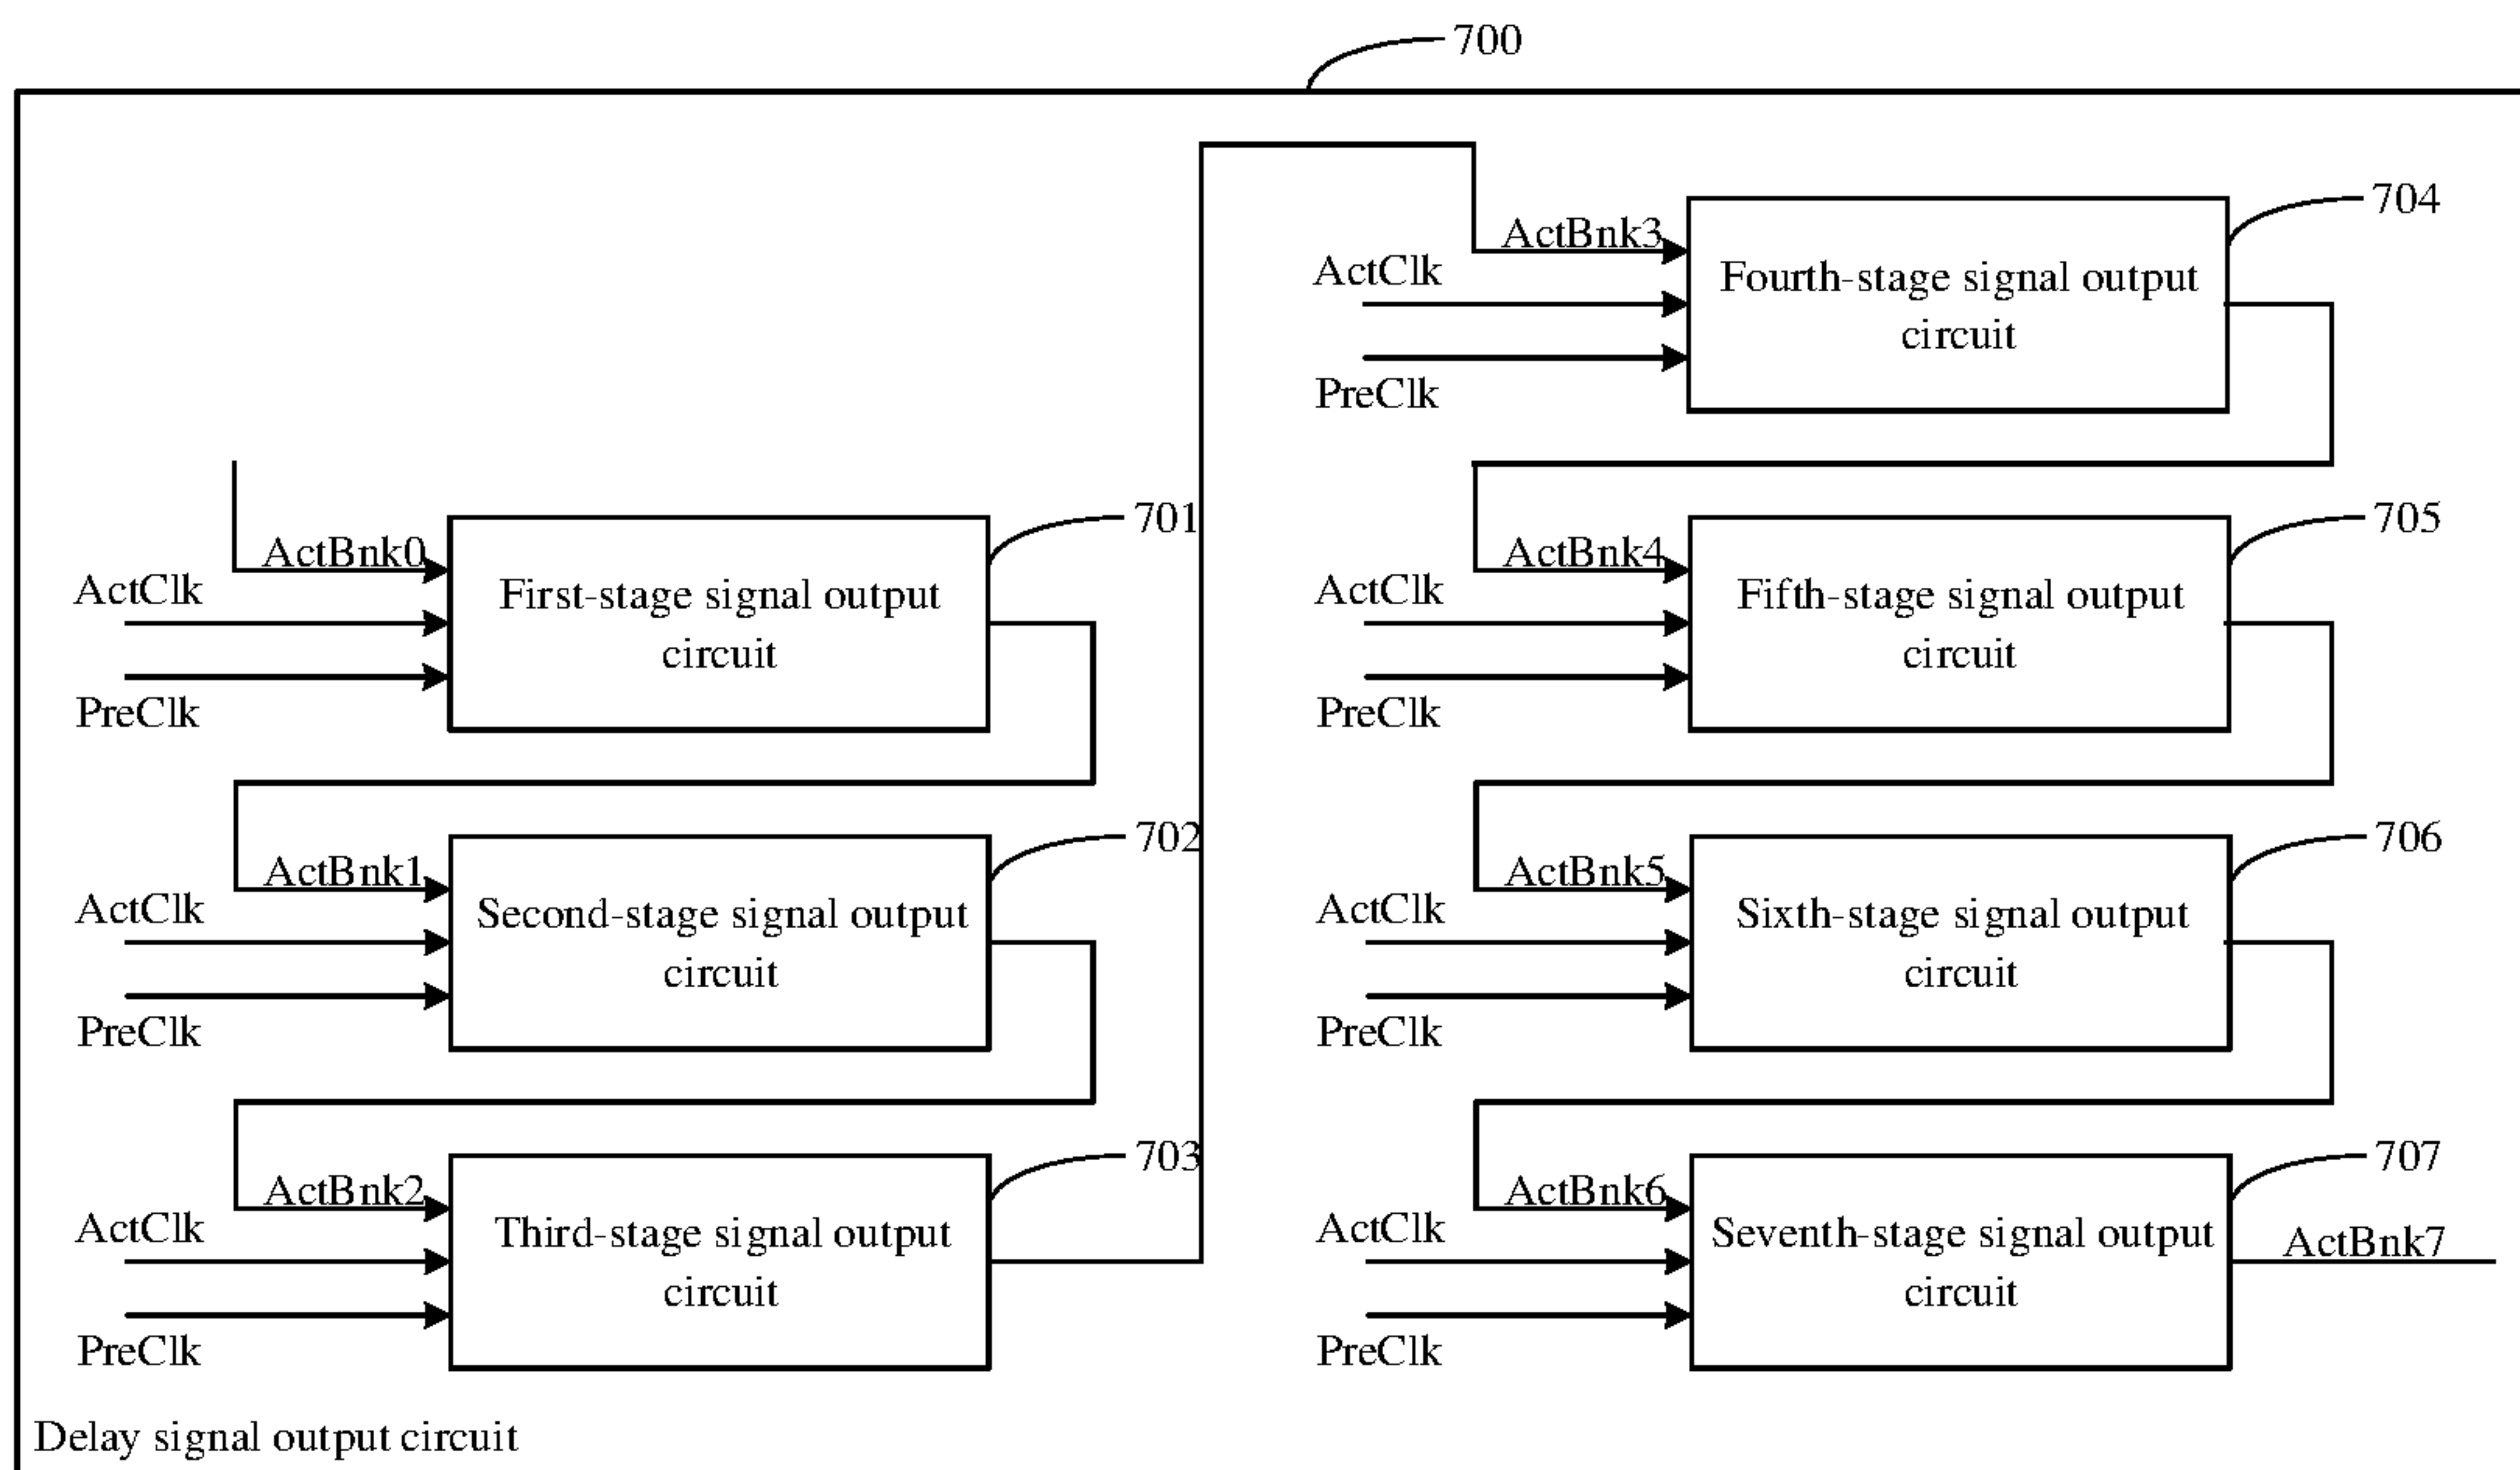 700
ActBnk0
ActClk
PreClk
First-stage signal output
circuit
701
ActBnk1
ActClk
PreClk
Second-stage signal output
circuit
702
ActBnk2
ActClk
PreClk
Third-stage signal output
circuit
703
ActBnk3
ActClk
PreClk
Fourth-stage signal output
circuit
704
ActBnk4
ActClk
PreClk
Fifth-stage signal output
circuit
705
ActBnk5
ActClk
PreClk
Sixth-stage signal output
circuit
706
ActBnk6
ActClk
PreClk
Seventh-stage signal output
circuit
707
ActBnk7
Delay signal output circuit